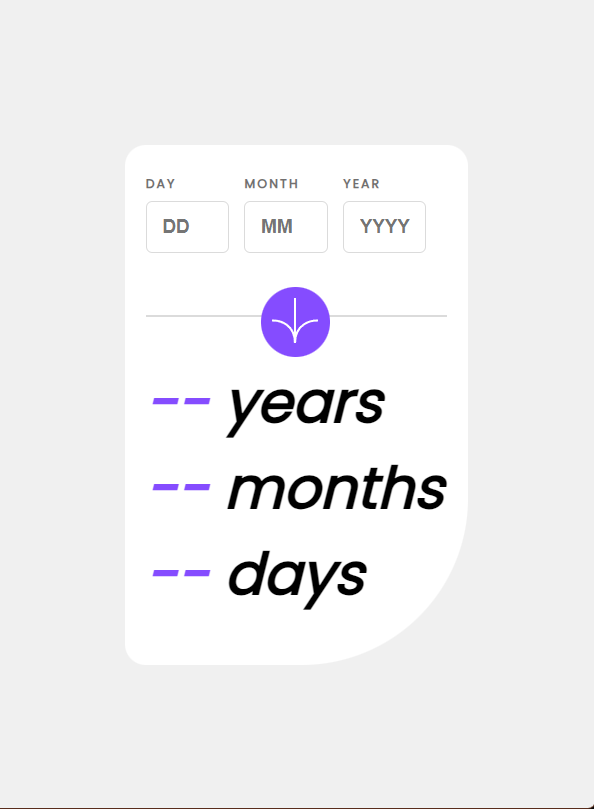 DAY MONTH YEAR
DD MM YYYY
-- years
-- months
-- days